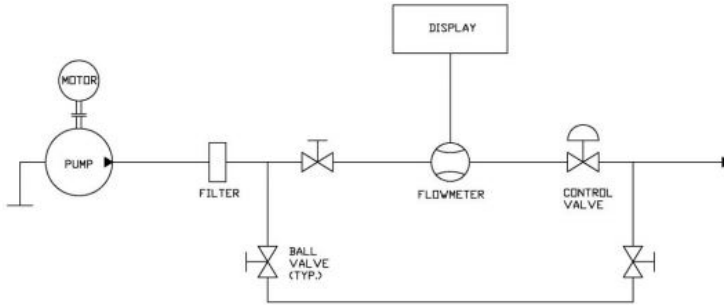 DISPLAY
MOTOR
PUMP
FILTER
FLOWMETER
CONTROL
VALVE
BALL
VALVE
(TYP.)